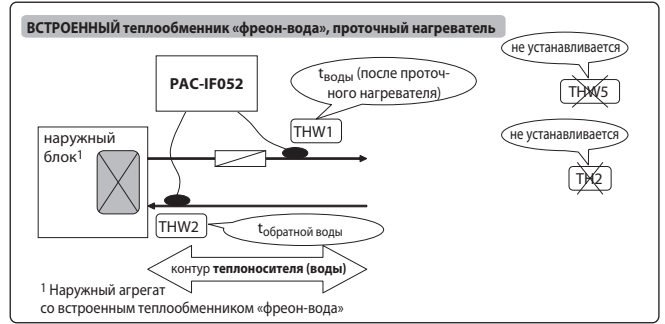 ВСТРОЕННЫЙ теплообменник «фреон-вода», проточный нагреватель
PAC-IF052
tводы (после проточ-
ного нагревателя)
THW1
не устанавливается
THW5
не устанавливается
TH2
наружный
блок1
THW2
tобратной воды
контур теплоносителя (воды)
1 Наружный агрегат
со встроенным теплообменником «фреон-вода»